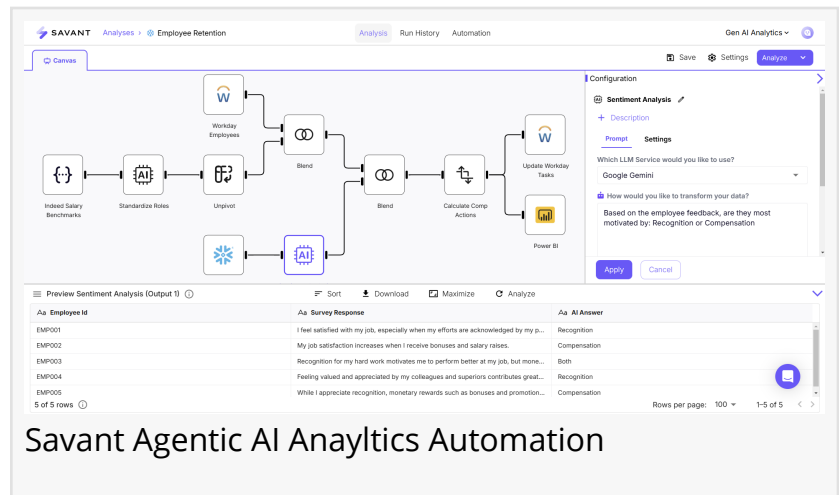 SAVANT Analyses › Employee Retention Analysis Run History Automation Gen AI Analytics
Canvas Save Settings Analyze
Configuration
Sentiment Analysis
+ Description
Prompt Settings
Which LLM Service would you like to use?
Google Gemini
How would you like to transform your data?
Based on the employee feedback, are they most
motivated by: Recognition or Compensation
Apply Cancel
W
Workday
Employees
Blend
W
Update Workday
Tasks
{··}
Indeed Salary
Benchmarks
AI
Standardize Roles
Unpivot
Blend
Calculate Comp
Actions
AI
Power BI
Preview Sentiment Analysis (Output 1) Sort Download Maximize Analyze
Aa Employee Id Aa Survey Response Aa AI Answer
EMP001 I feel satisfied with my job, especially when my efforts are acknowledged by my p... Recognition
EMP002 My job satisfaction increases when I receive bonuses and salary raises. Compensation
EMP003 Recognition for my hard work motivates me to perform better at my job, but mone... Both
EMP004 Feeling valued and appreciated by my colleagues and superiors contributes great... Recognition
EMP005 While I appreciate recognition, monetary rewards such as bonuses and promotion... Compensation
5 of 5 rows Rows per page: 100 1–5 of 5
Savant Agentic AI Anayltics Automation